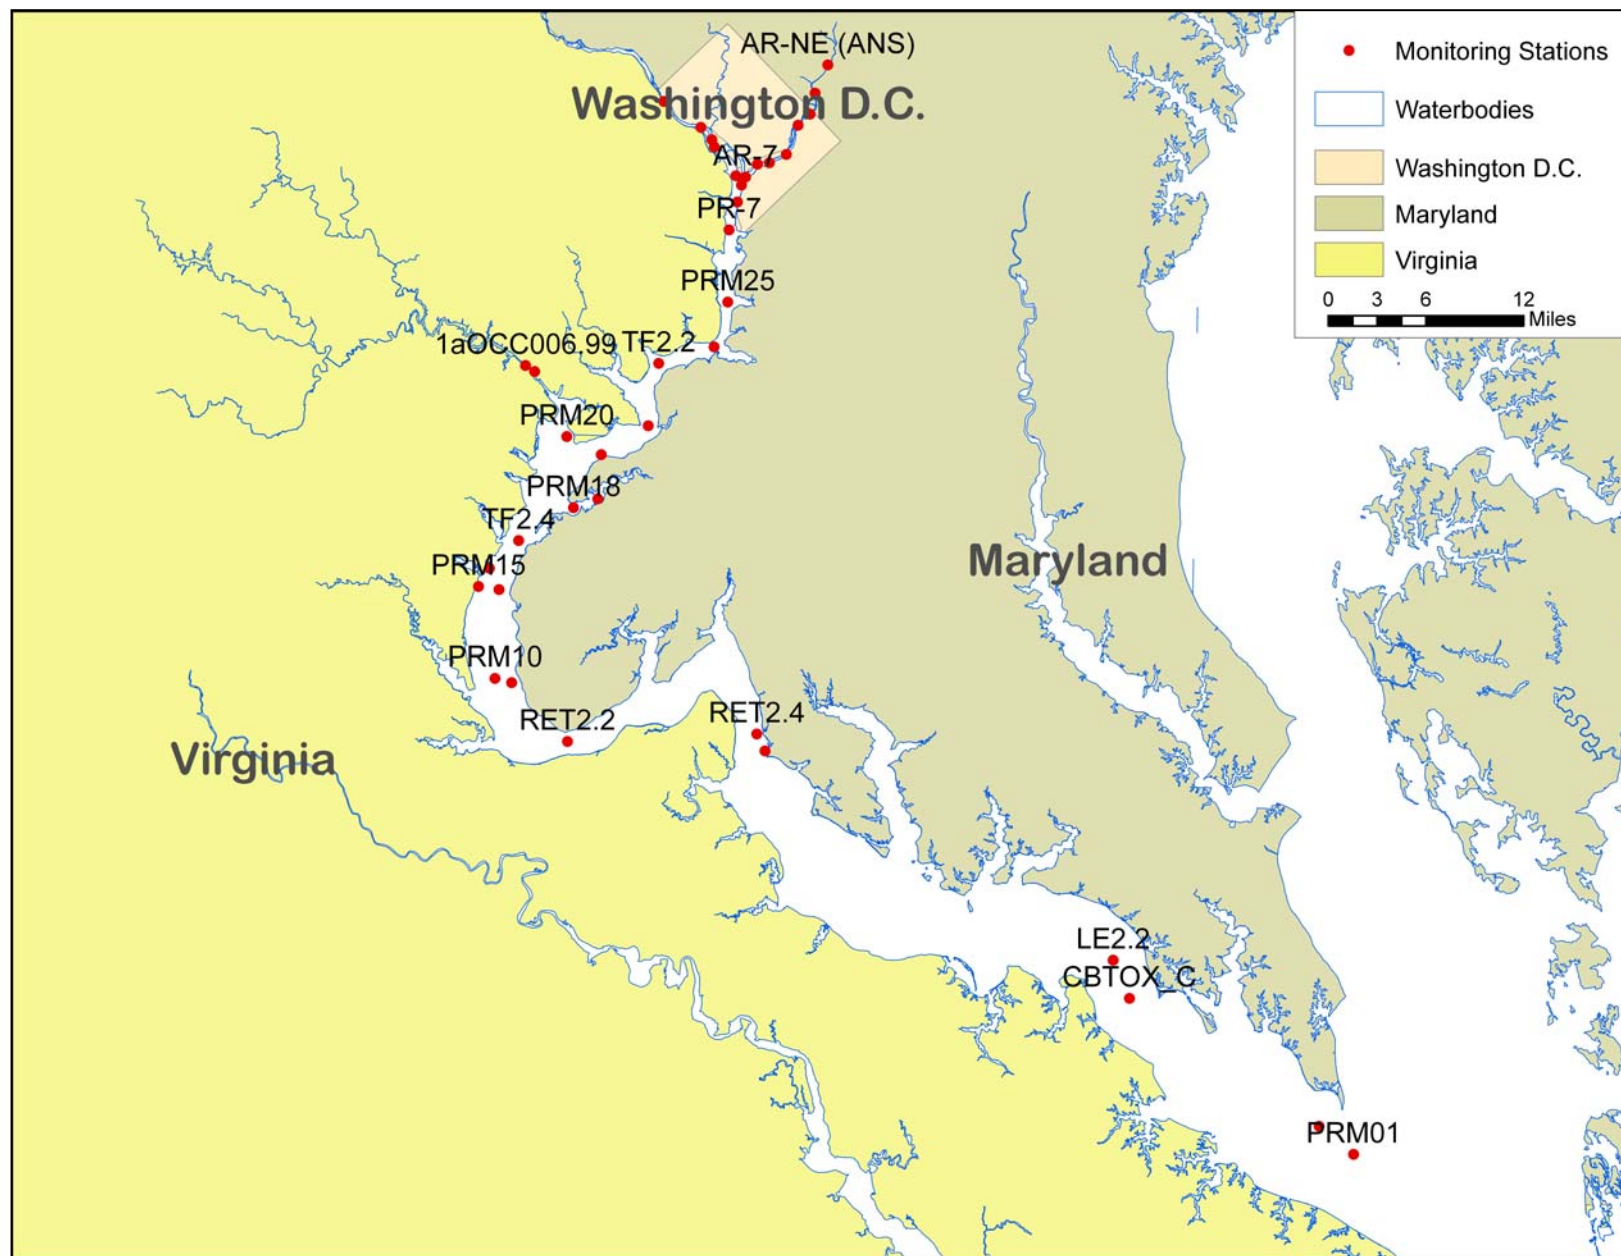 AR-NE (ANS)
Washington D.C.
AR-7
PR-7
PRM25
1aOCC006.99
TF2.2
PRM20
PRM18
TF2.4
PRM15
Maryland
PRM10
RET2.2
RET2.4
Virginia
LE2.2
CBTOX_C
PRM01
Monitoring Stations
Waterbodies
Washington D.C.
Maryland
Virginia
0 3 6 12
Miles